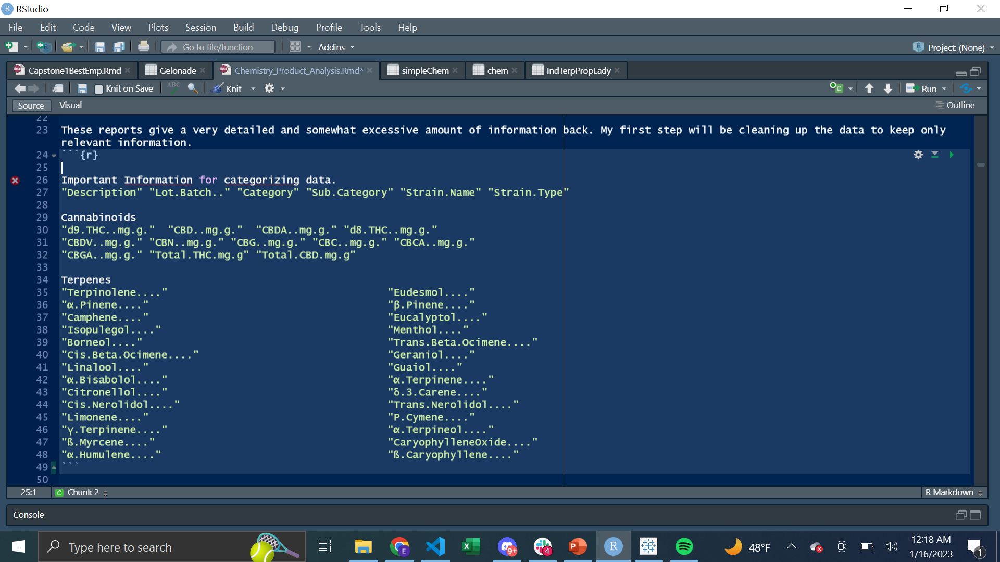 RStudio
File Edit Code View Plots Session Build Debug Profile Tools Help
Go to file/function Addins Project: (None)
Capstone1BestEmp.Rmd Gelonade Chemistry_Product_Analysis.Rmd* simpleChem chem IndTerpPropLady
Knit on Save ABC Knit Run
Source Visual Outline
22
23 These reports give a very detailed and somewhat excessive amount of information back. My first step will be cleaning up the data to keep only
relevant information.
24 ```{r}
25
26 Important Information for categorizing data.
27 "Description" "Lot.Batch.." "Category" "Sub.Category" "Strain.Name" "Strain.Type"
28
29 Cannabinoids
30 "d9.THC..mg.g." "CBD..mg.g." "CBDA..mg.g." "d8.THC..mg.g."
31 "CBDV..mg.g." "CBN..mg.g." "CBG..mg.g." "CBC..mg.g." "CBCA..mg.g."
32 "CBGA..mg.g." "Total.THC.mg.g" "Total.CBD.mg.g"
33
34 Terpenes
35 "Terpinolene...." "Eudesmol...."
36 "α.Pinene...." "β.Pinene...."
37 "Camphene...." "Eucalyptol...."
38 "Isopulegol...." "Menthol...."
39 "Borneol...." "Trans.Beta.Ocimene...."
40 "Cis.Beta.Ocimene...." "Geraniol...."
41 "Linalool...." "Guaiol...."
42 "α.Bisabolol...." "α.Terpinene...."
43 "Citronellol...." "δ.3.Carene...."
44 "Cis.Nerolidol...." "Trans.Nerolidol...."
45 "Limonene...." "P.Cymene...."
46 "γ.Terpinene...." "α.Terpineol...."
47 "ß.Myrcene...." "CaryophylleneOxide...."
48 "α.Humulene...." "ß.Caryophyllene...."
49 ```
50
25:1 C Chunk 2 R Markdown
Console
Type here to search 9+ 4 48°F 12:18 AM
1/16/2023 1